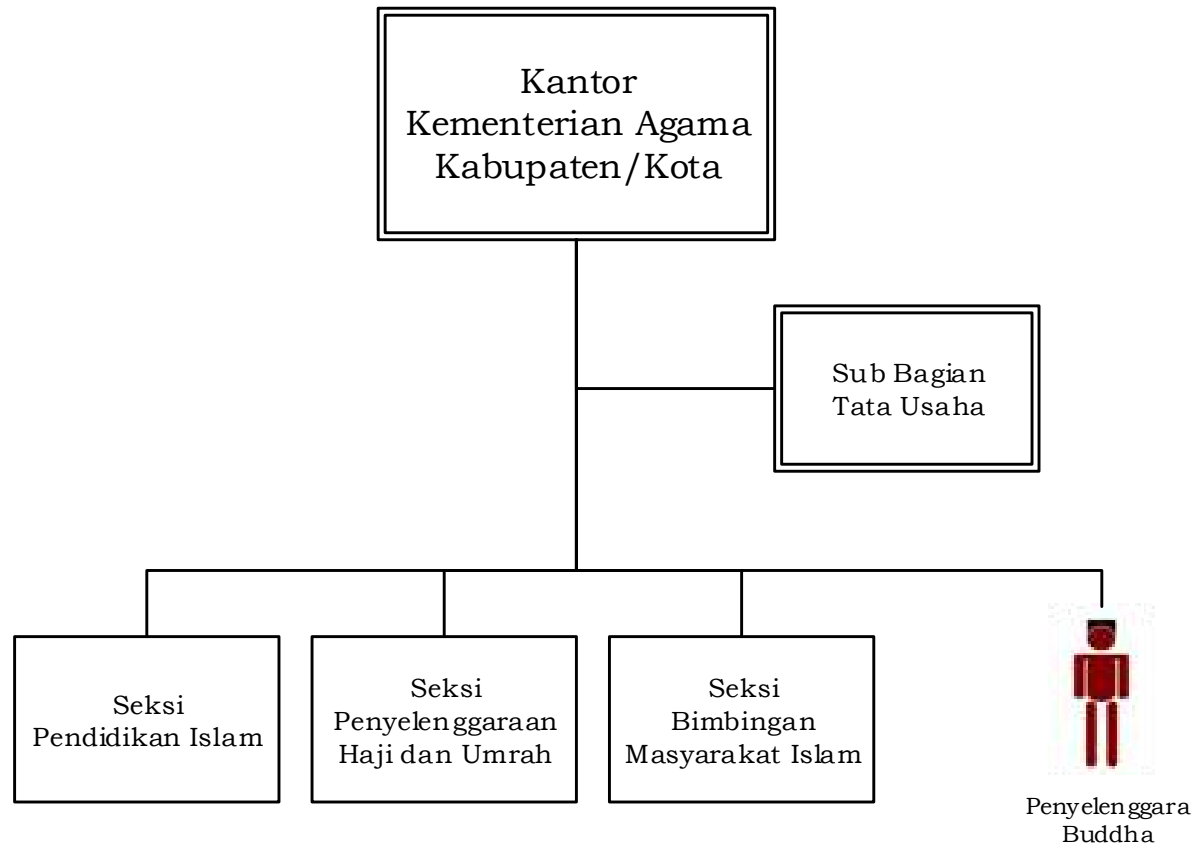 Kantor
Kementerian Agama
Kabupaten/Kota
Sub Bagian
Tata Usaha
Seksi
Pendidikan Islam
Seksi
Penyelenggaraan
Haji dan Umrah
Seksi
Bimbingan
Masyarakat Islam
Penyelenggara
Buddha